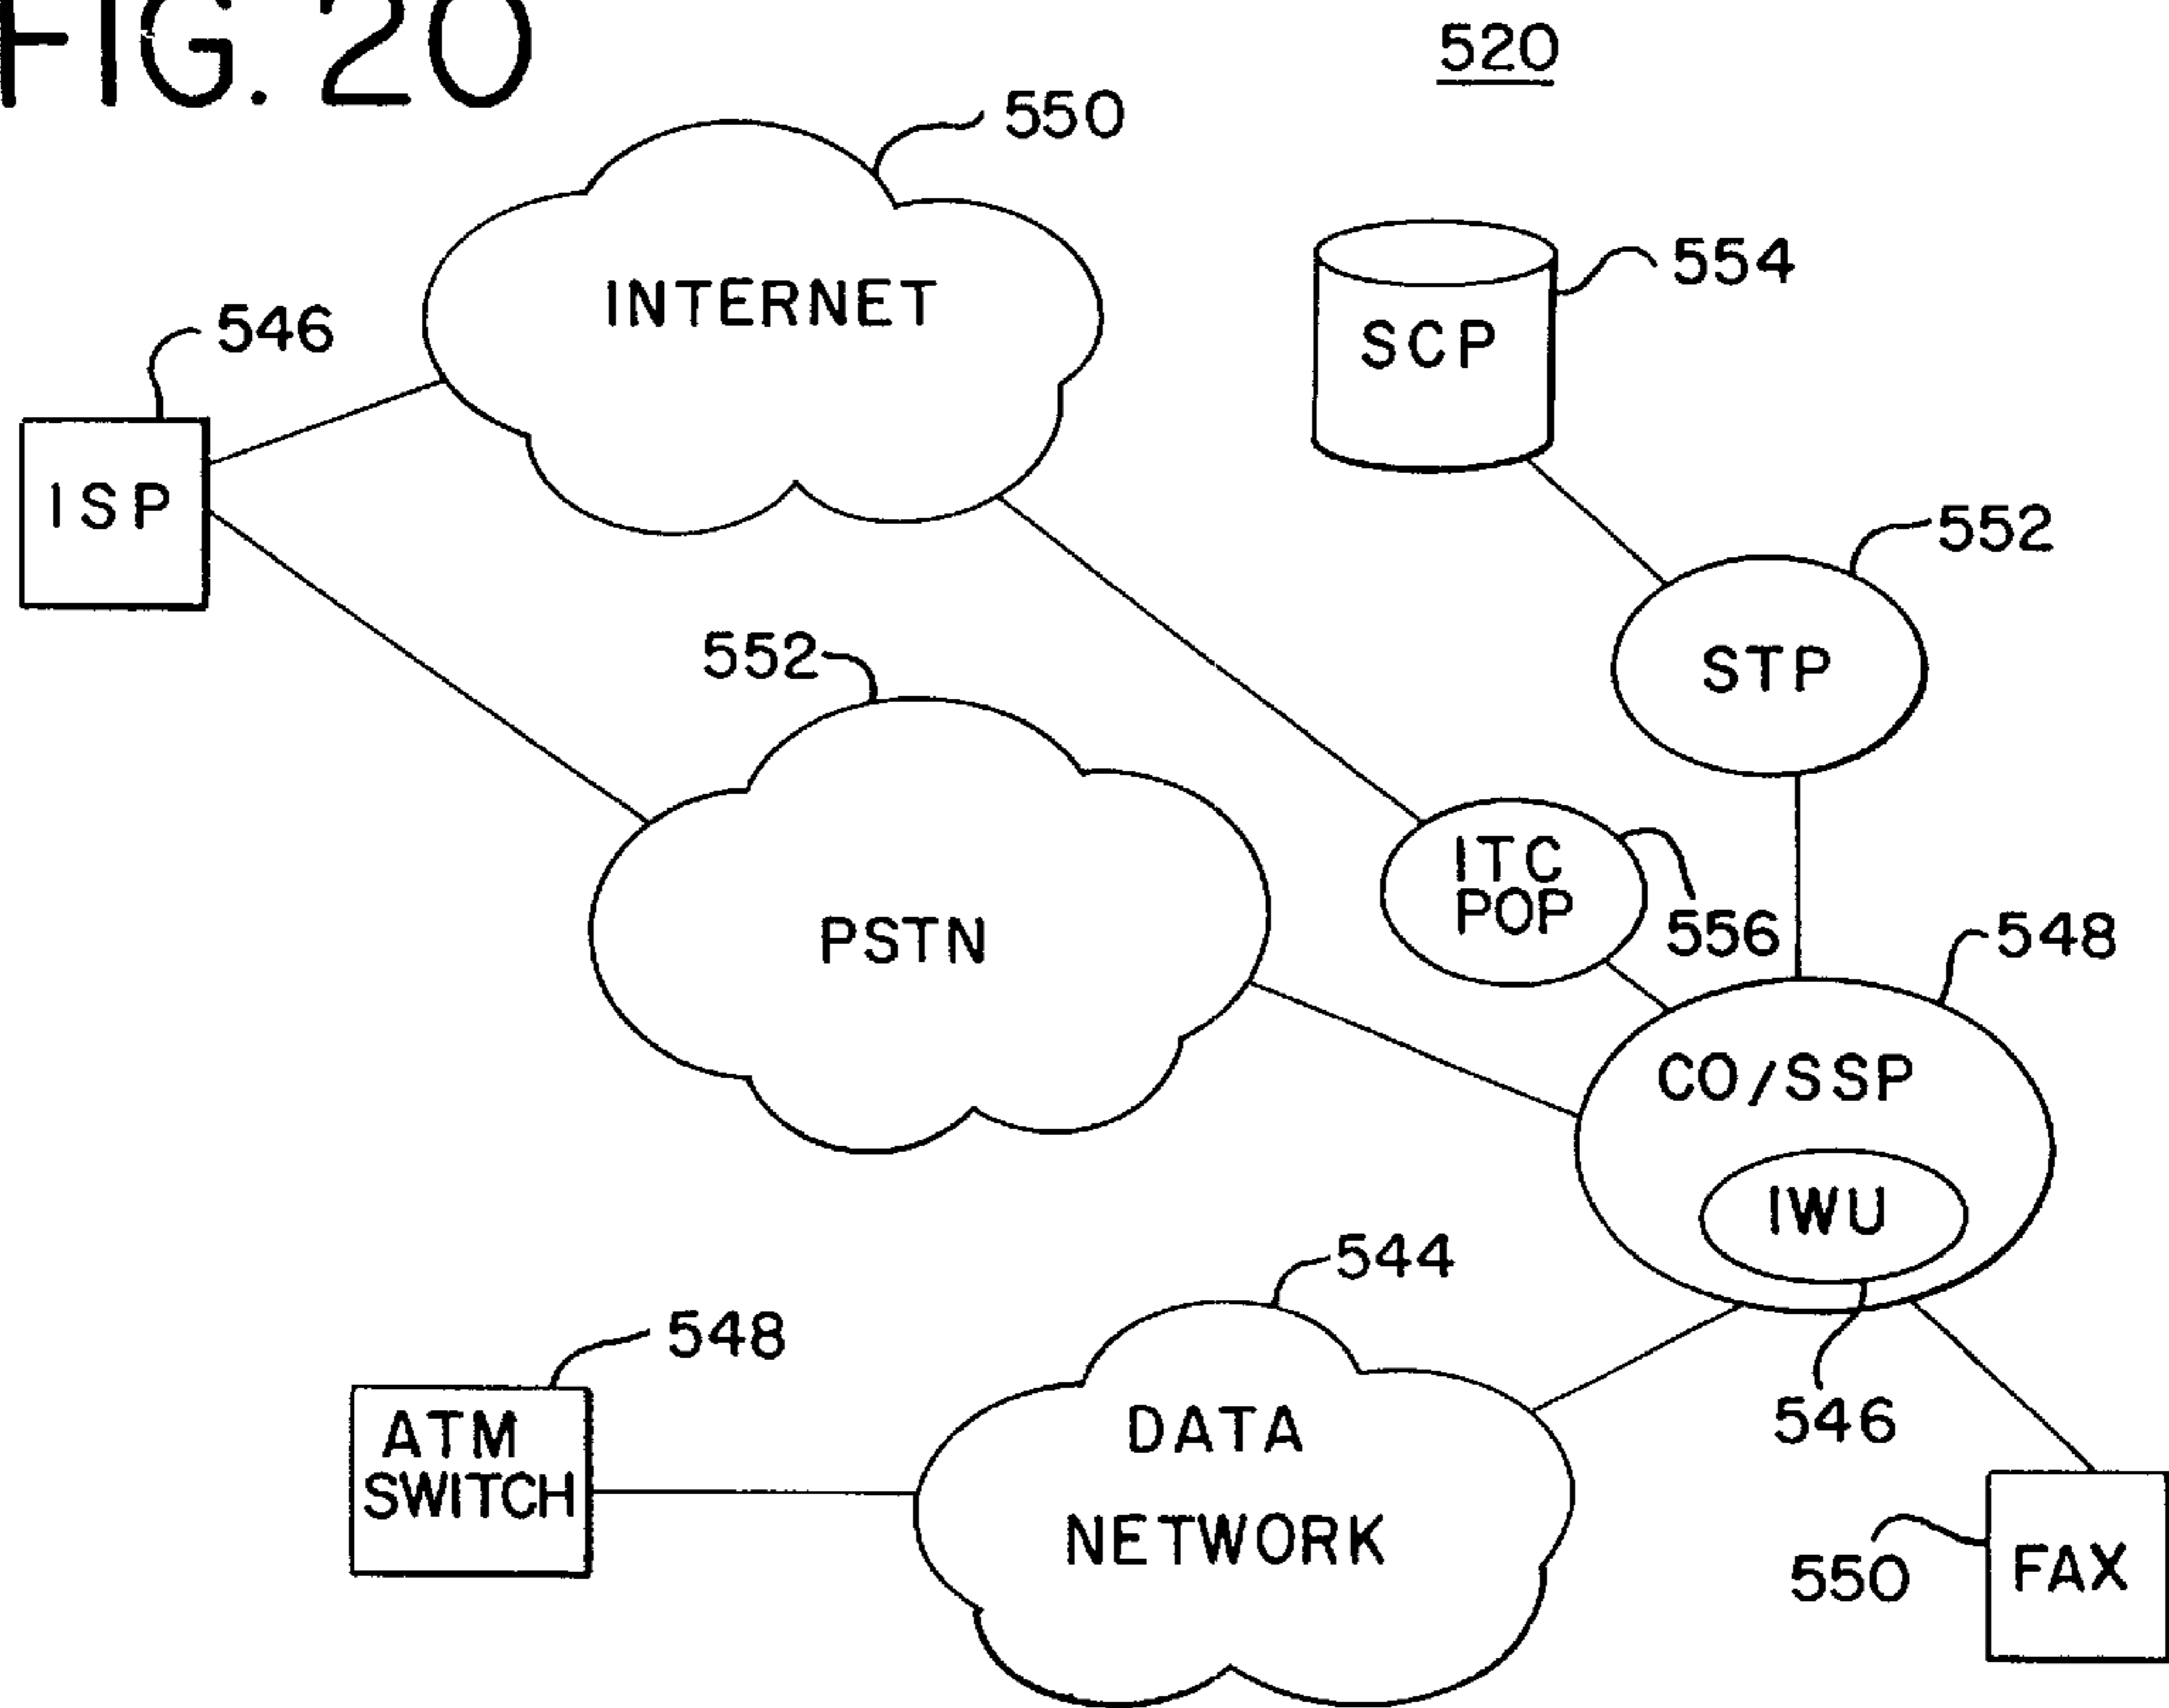 FIG. 20
520
550
INTERNET
554
SCP
546
ISP
552
STP
552
PSTN
ITC
POP
556
548
CO/SSP
IWU
546
544
DATA
NETWORK
548
ATM
SWITCH
550
FAX